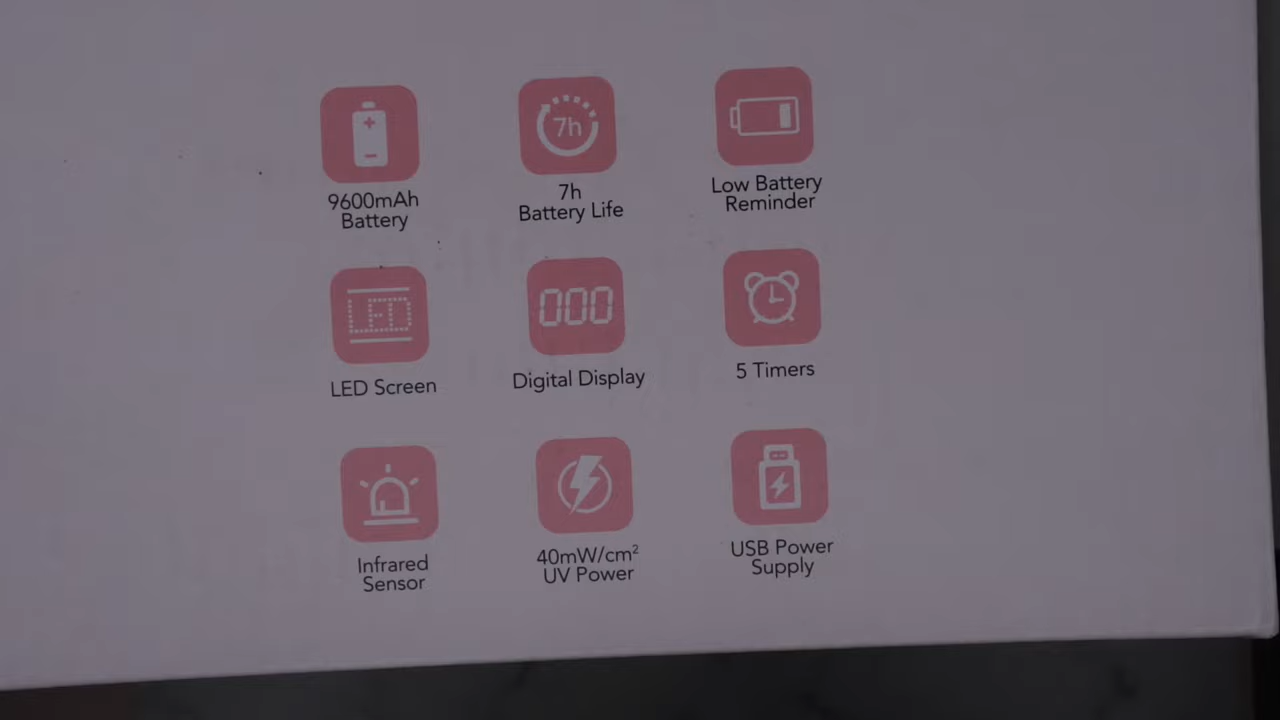 7h
9600mAh
Battery
7h
Battery Life
Low Battery
Reminder
LED
000
LED Screen
Digital Display
5 Timers
Infrared
Sensor
40mW/cm²
UV Power
USB Power
Supply